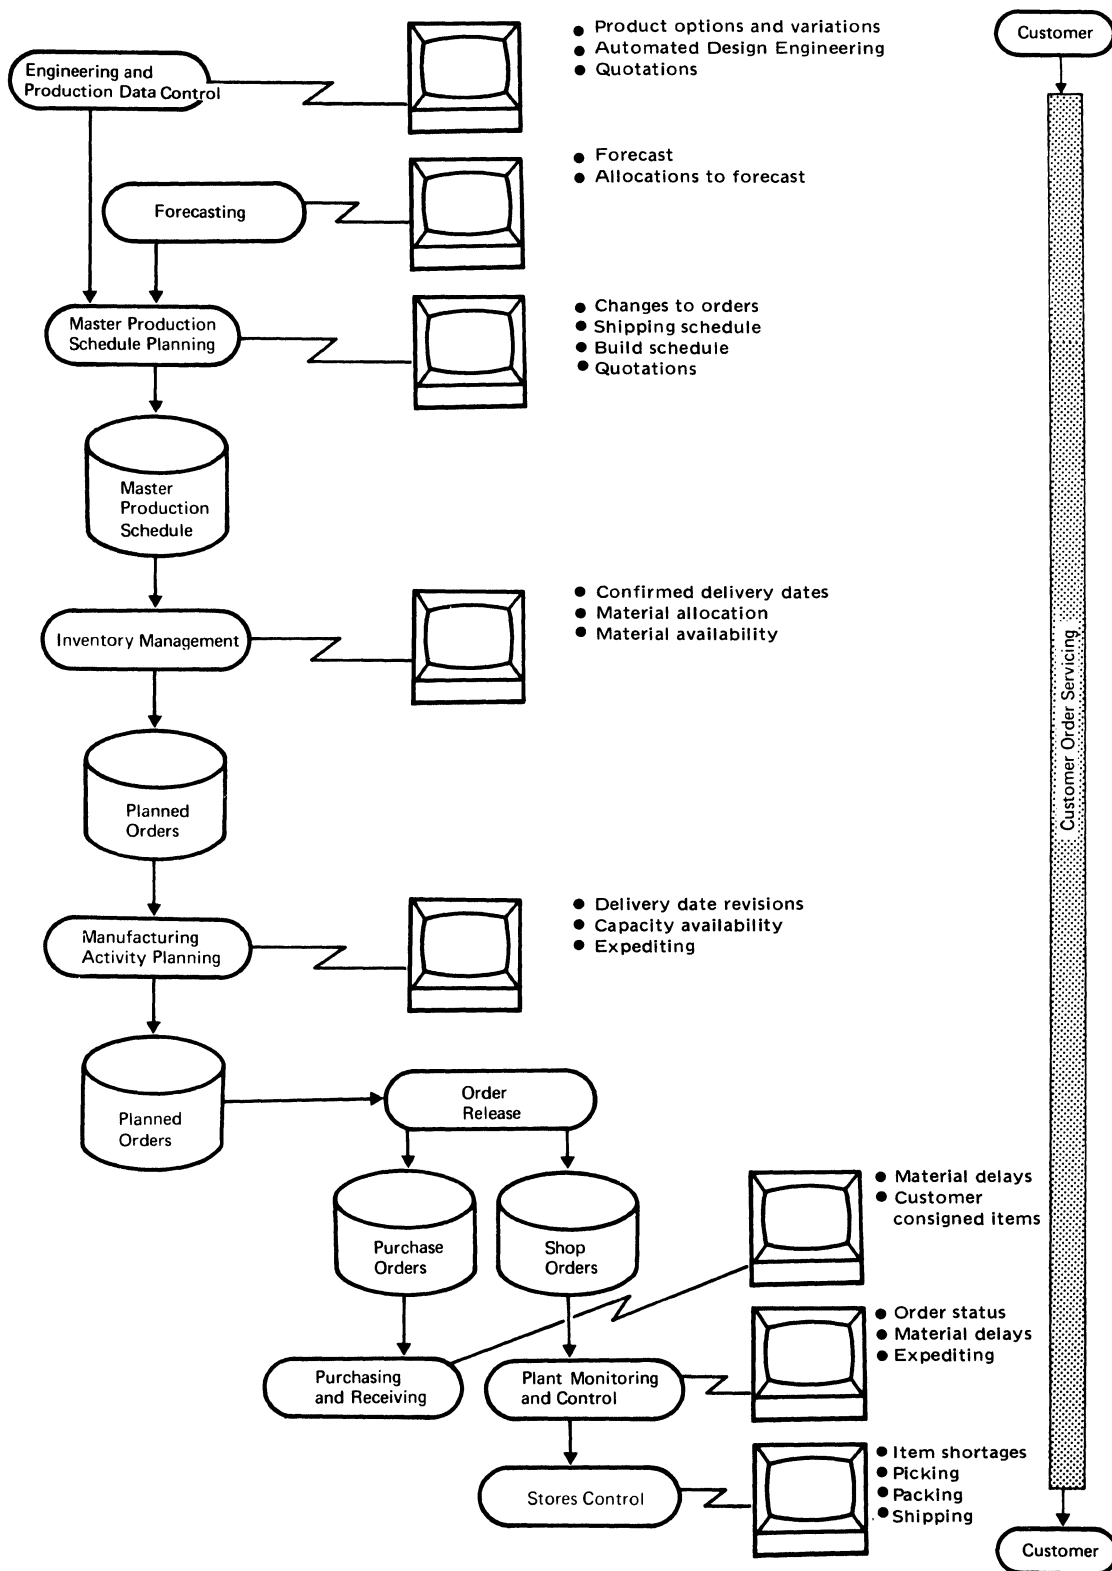 ● Product options and variations
● Automated Design Engineering
● Quotations
Customer
Engineering and
Production Data Control
● Forecast
● Allocations to forecast
Forecasting
● Changes to orders
● Shipping schedule
● Build schedule
● Quotations
Master Production
Schedule Planning
Master
Production
Schedule
● Confirmed delivery dates
● Material allocation
● Material availability
Inventory Management
Customer Order Servicing
Planned
Orders
● Delivery date revisions
● Capacity availability
● Expediting
Manufacturing
Activity Planning
Planned
Orders
Order
Release
Purchase
Orders
Shop
Orders
● Material delays
● Customer
consigned items
● Order status
● Material delays
● Expediting
Purchasing
and Receiving
Plant Monitoring
and Control
● Item shortages
● Picking
● Packing
● Shipping
Stores Control
Customer